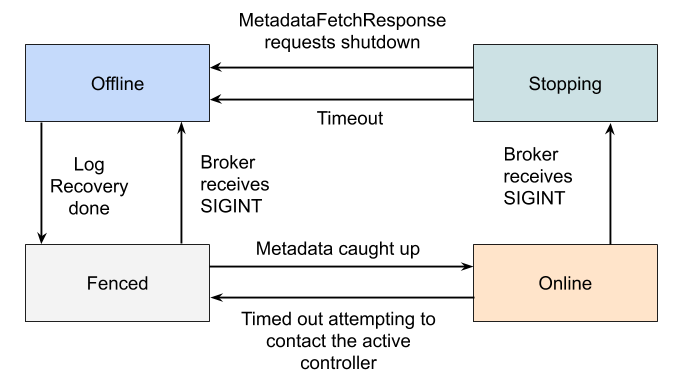 MetadataFetchResponse
requests shutdown
Offline
Stopping
Timeout
Log
Recovery
done
Broker
receives
SIGINT
Broker
receives
SIGINT
Metadata caught up
Fenced
Online
Timed out attempting to
contact the active
controller